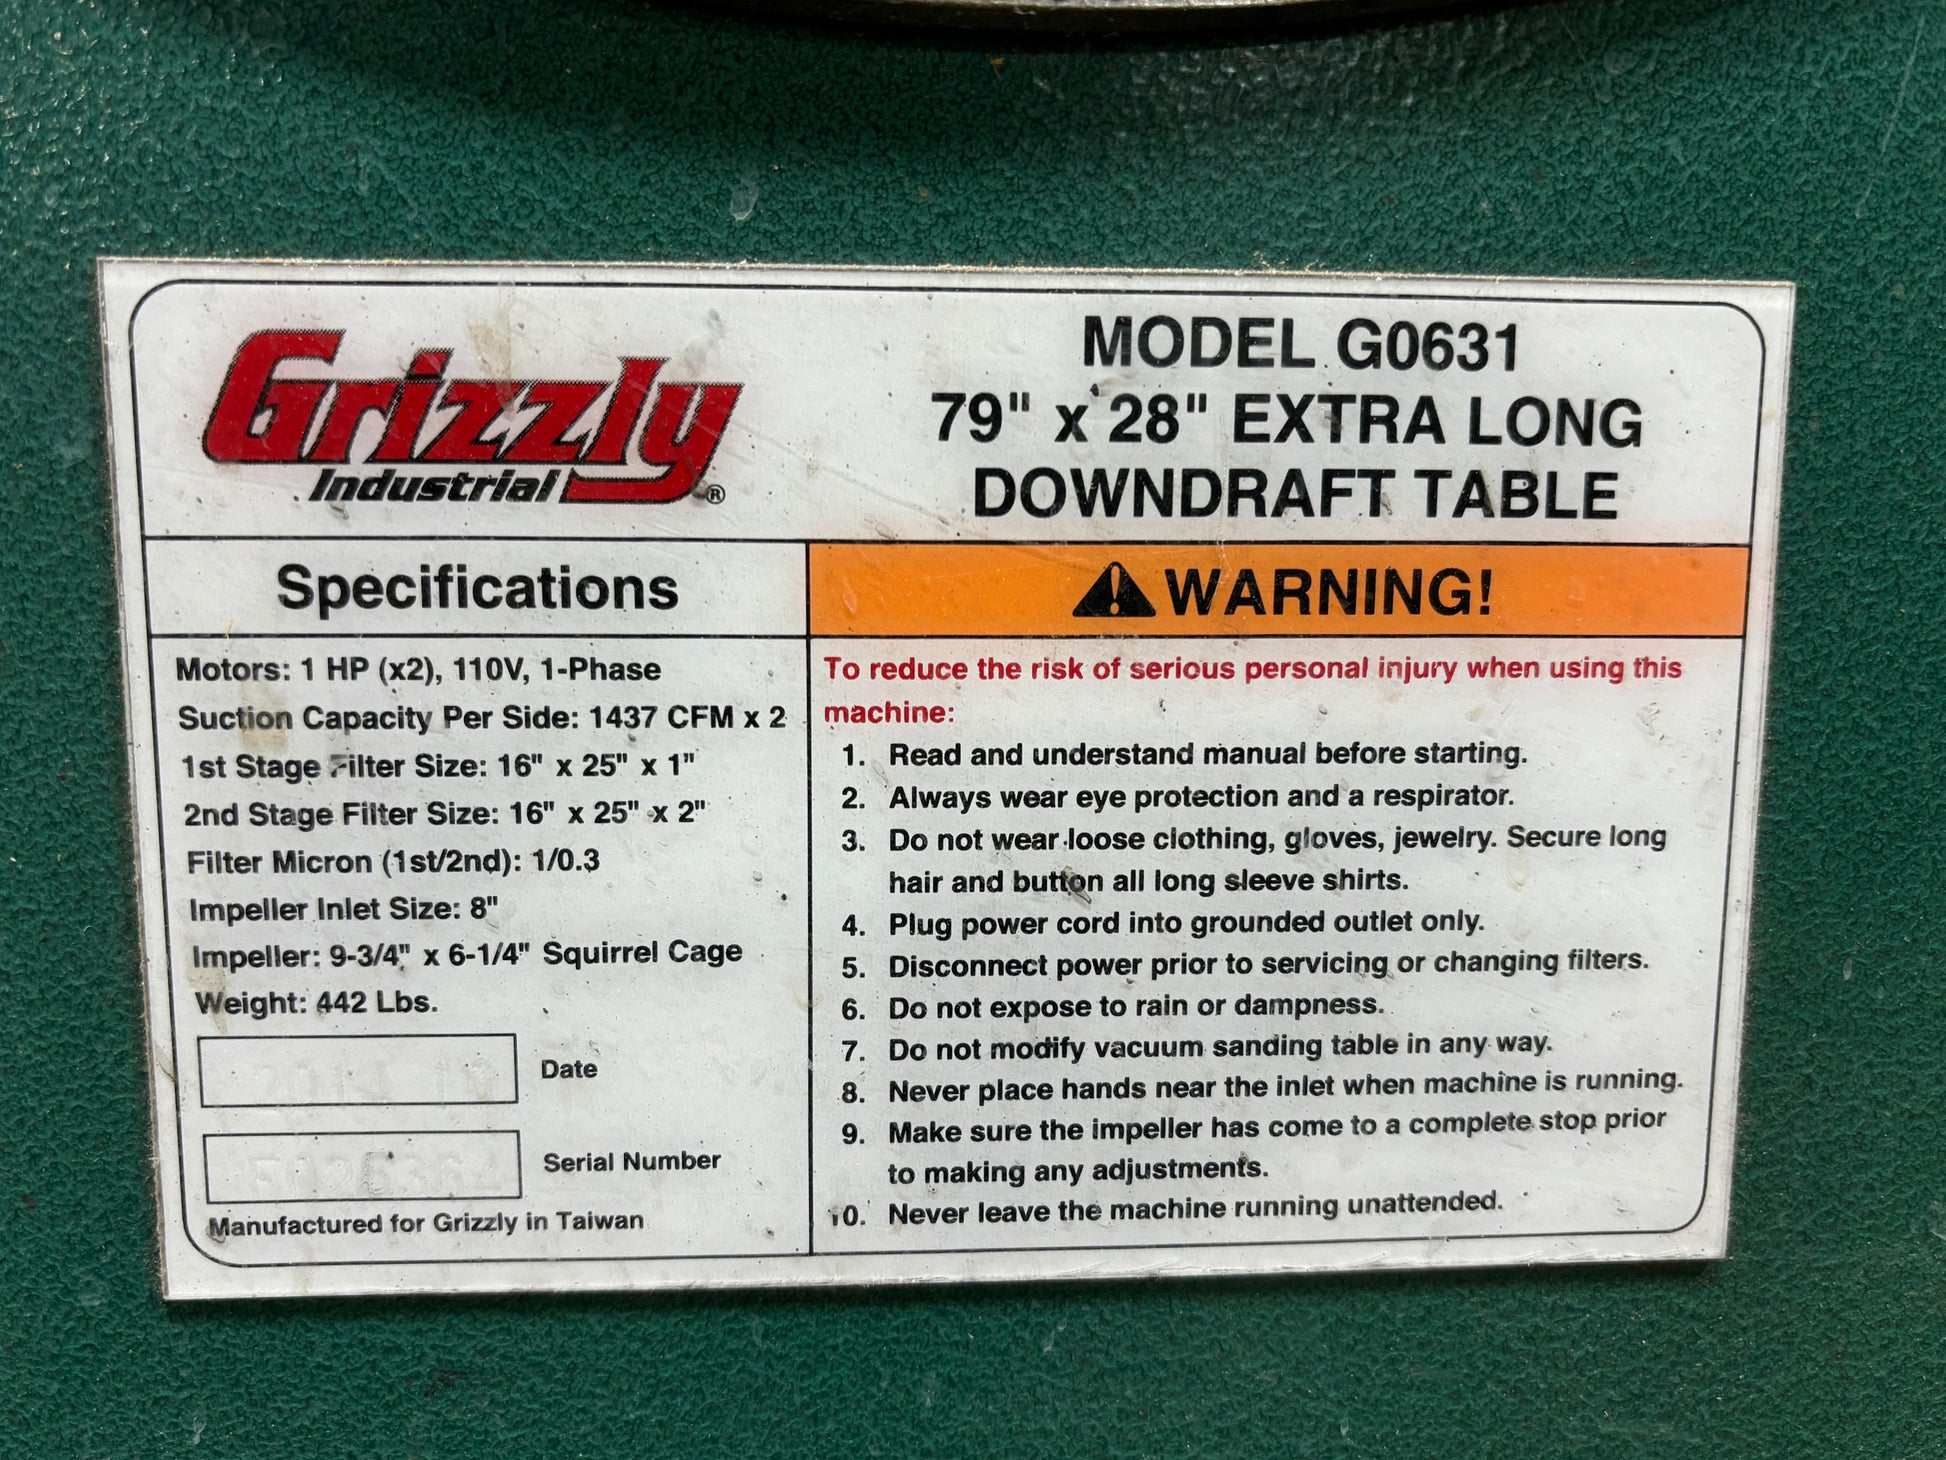 Grizzly
Industrial ®
MODEL G0631
79" x 28" EXTRA LONG
DOWNDRAFT TABLE
Specifications
Motors: 1 HP (x2), 110V, 1-Phase
Suction Capacity Per Side: 1437 CFM x 2
1st Stage Filter Size: 16" x 25" x 1"
2nd Stage Filter Size: 16" x 25" x 2"
Filter Micron (1st/2nd): 1/0.3
Impeller Inlet Size: 8"
Impeller: 9-3/4" x 6-1/4" Squirrel Cage
Weight: 442 Lbs.
Date
Serial Number
Manufactured for Grizzly in Taiwan
WARNING!
To reduce the risk of serious personal injury when using this
machine:
1. Read and understand manual before starting.
2. Always wear eye protection and a respirator.
3. Do not wear loose clothing, gloves, jewelry. Secure long
hair and button all long sleeve shirts.
4. Plug power cord into grounded outlet only.
5. Disconnect power prior to servicing or changing filters.
6. Do not expose to rain or dampness.
7. Do not modify vacuum sanding table in any way.
8. Never place hands near the inlet when machine is running.
9. Make sure the impeller has come to a complete stop prior
to making any adjustments.
10. Never leave the machine running unattended.